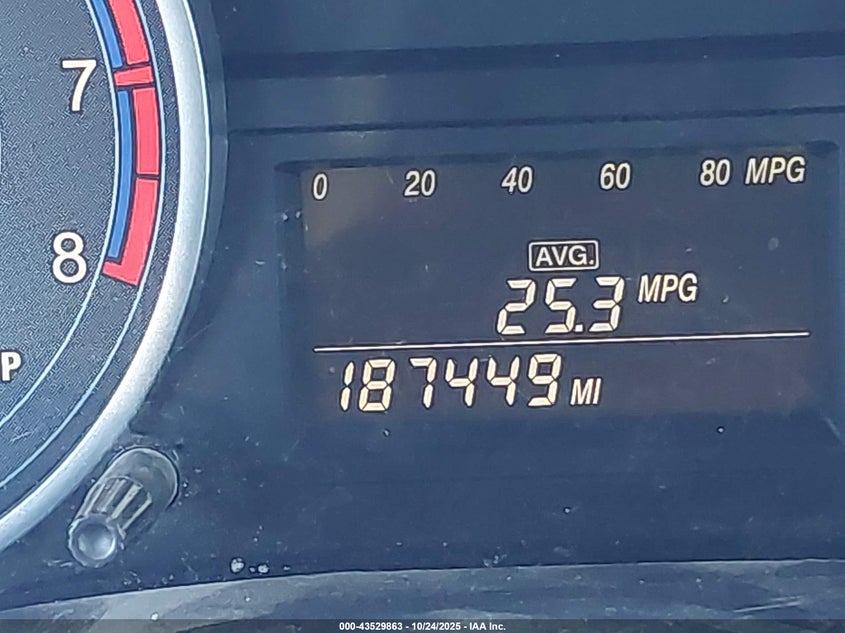 7
8
P
0 20 40 60 80 MPG
AVG.
25.3 MPG
187449 MI
000-43529863 - 10/24/2025 - IAA Inc.